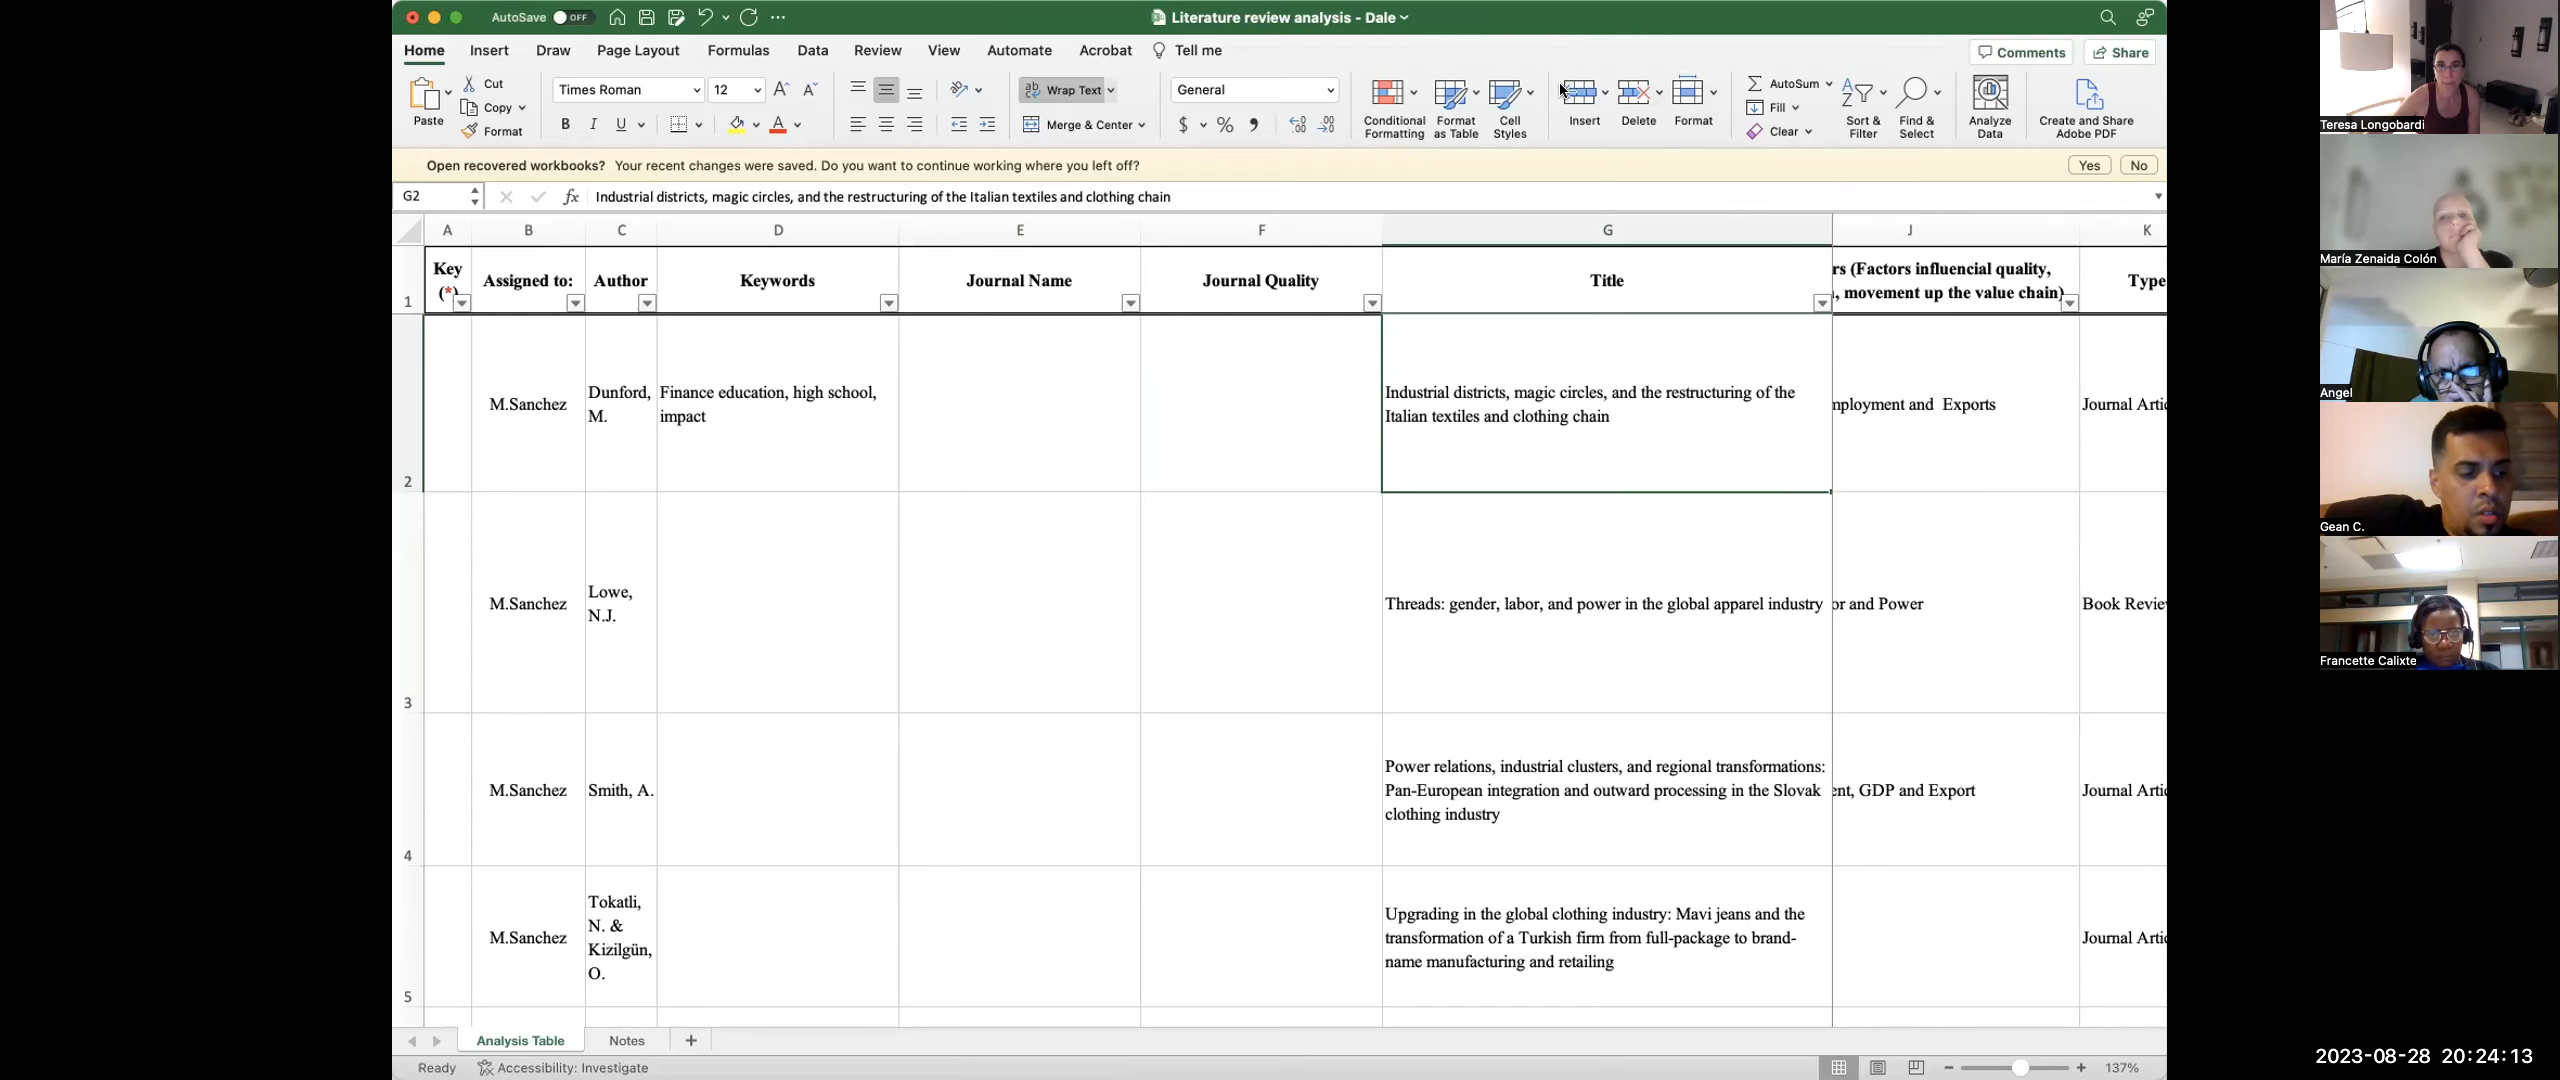 AutoSave OFF Literature review analysis - Dale
Home Insert Draw Page Layout Formulas Data Review View Automate Acrobat Tell me Comments Share
Paste Cut Copy Format
Times Roman 12
B I U
Wrap Text
Merge & Center
General
$ % 
Conditional Formatting
Format as Table
Cell Styles
Insert Delete Format
AutoSum Fill Clear
Sort & Filter
Find & Select
Analyze Data
Create and Share Adobe PDF
Open recovered workbooks? Your recent changes were saved. Do you want to continue working where you left off? Yes No
G2 fx Industrial districts, magic circles, and the restructuring of the Italian textiles and clothing chain
A B C D E F G J K
1
Key (*)
Assigned to:
Author
Keywords
Journal Name
Journal Quality
Title
rs (Factors influencial quality,
, movement up the value chain)
Type
2
M.Sanchez
Dunford,
M.
Finance education, high school,
impact
Industrial districts, magic circles, and the restructuring of the
Italian textiles and clothing chain
mployment and Exports
Journal Artic
3
M.Sanchez
Lowe,
N.J.
Threads: gender, labor, and power in the global apparel industry
or and Power
Book Revie
4
M.Sanchez
Smith, A.
Power relations, industrial clusters, and regional transformations:
Pan-European integration and outward processing in the Slovak
clothing industry
ent, GDP and Export
Journal Artic
5
M.Sanchez
Tokatli,
N. &
Kizilgün,
O.
Upgrading in the global clothing industry: Mavi jeans and the
transformation of a Turkish firm from full-package to brand-
name manufacturing and retailing
Journal Artic
Analysis Table Notes +
Ready Accessibility: Investigate 137%
Teresa Longobardi
María Zenaida Colón
Angel
Gean C.
Francette Calixte
2023-08-28 20:24:13